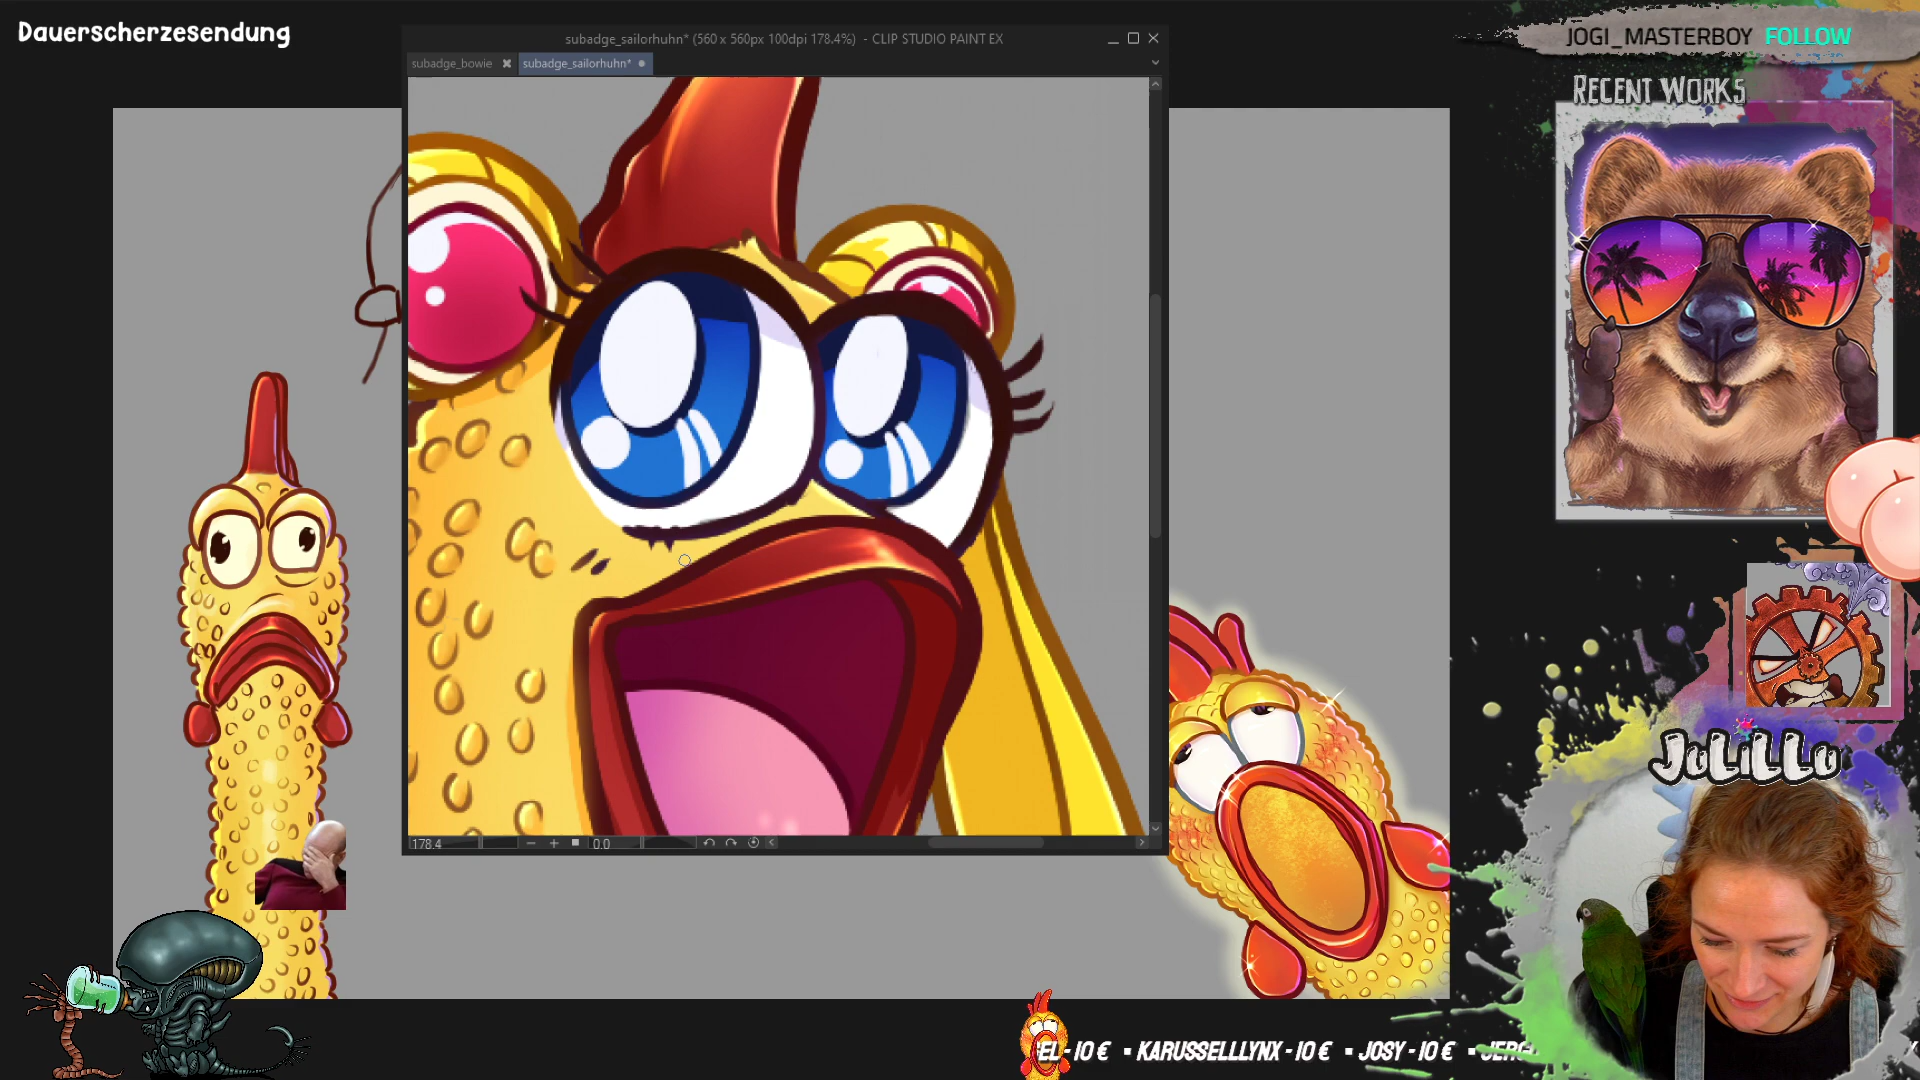 Dauerscherzesendung
subadge_sailorhuhn* (560 x 560px 100dpi 178.4%) - CLIP STUDIO PAINT EX
subadge_bowie
subadge_sailorhuhn*
JOGI_MASTERBOY FOLLOW
RECENT WORKS
JoLiLLu
178.4
0.0
EL - 10 € ▪ KARUSSELLLYNX - 10 € ▪ JOSY - 10 € ▪